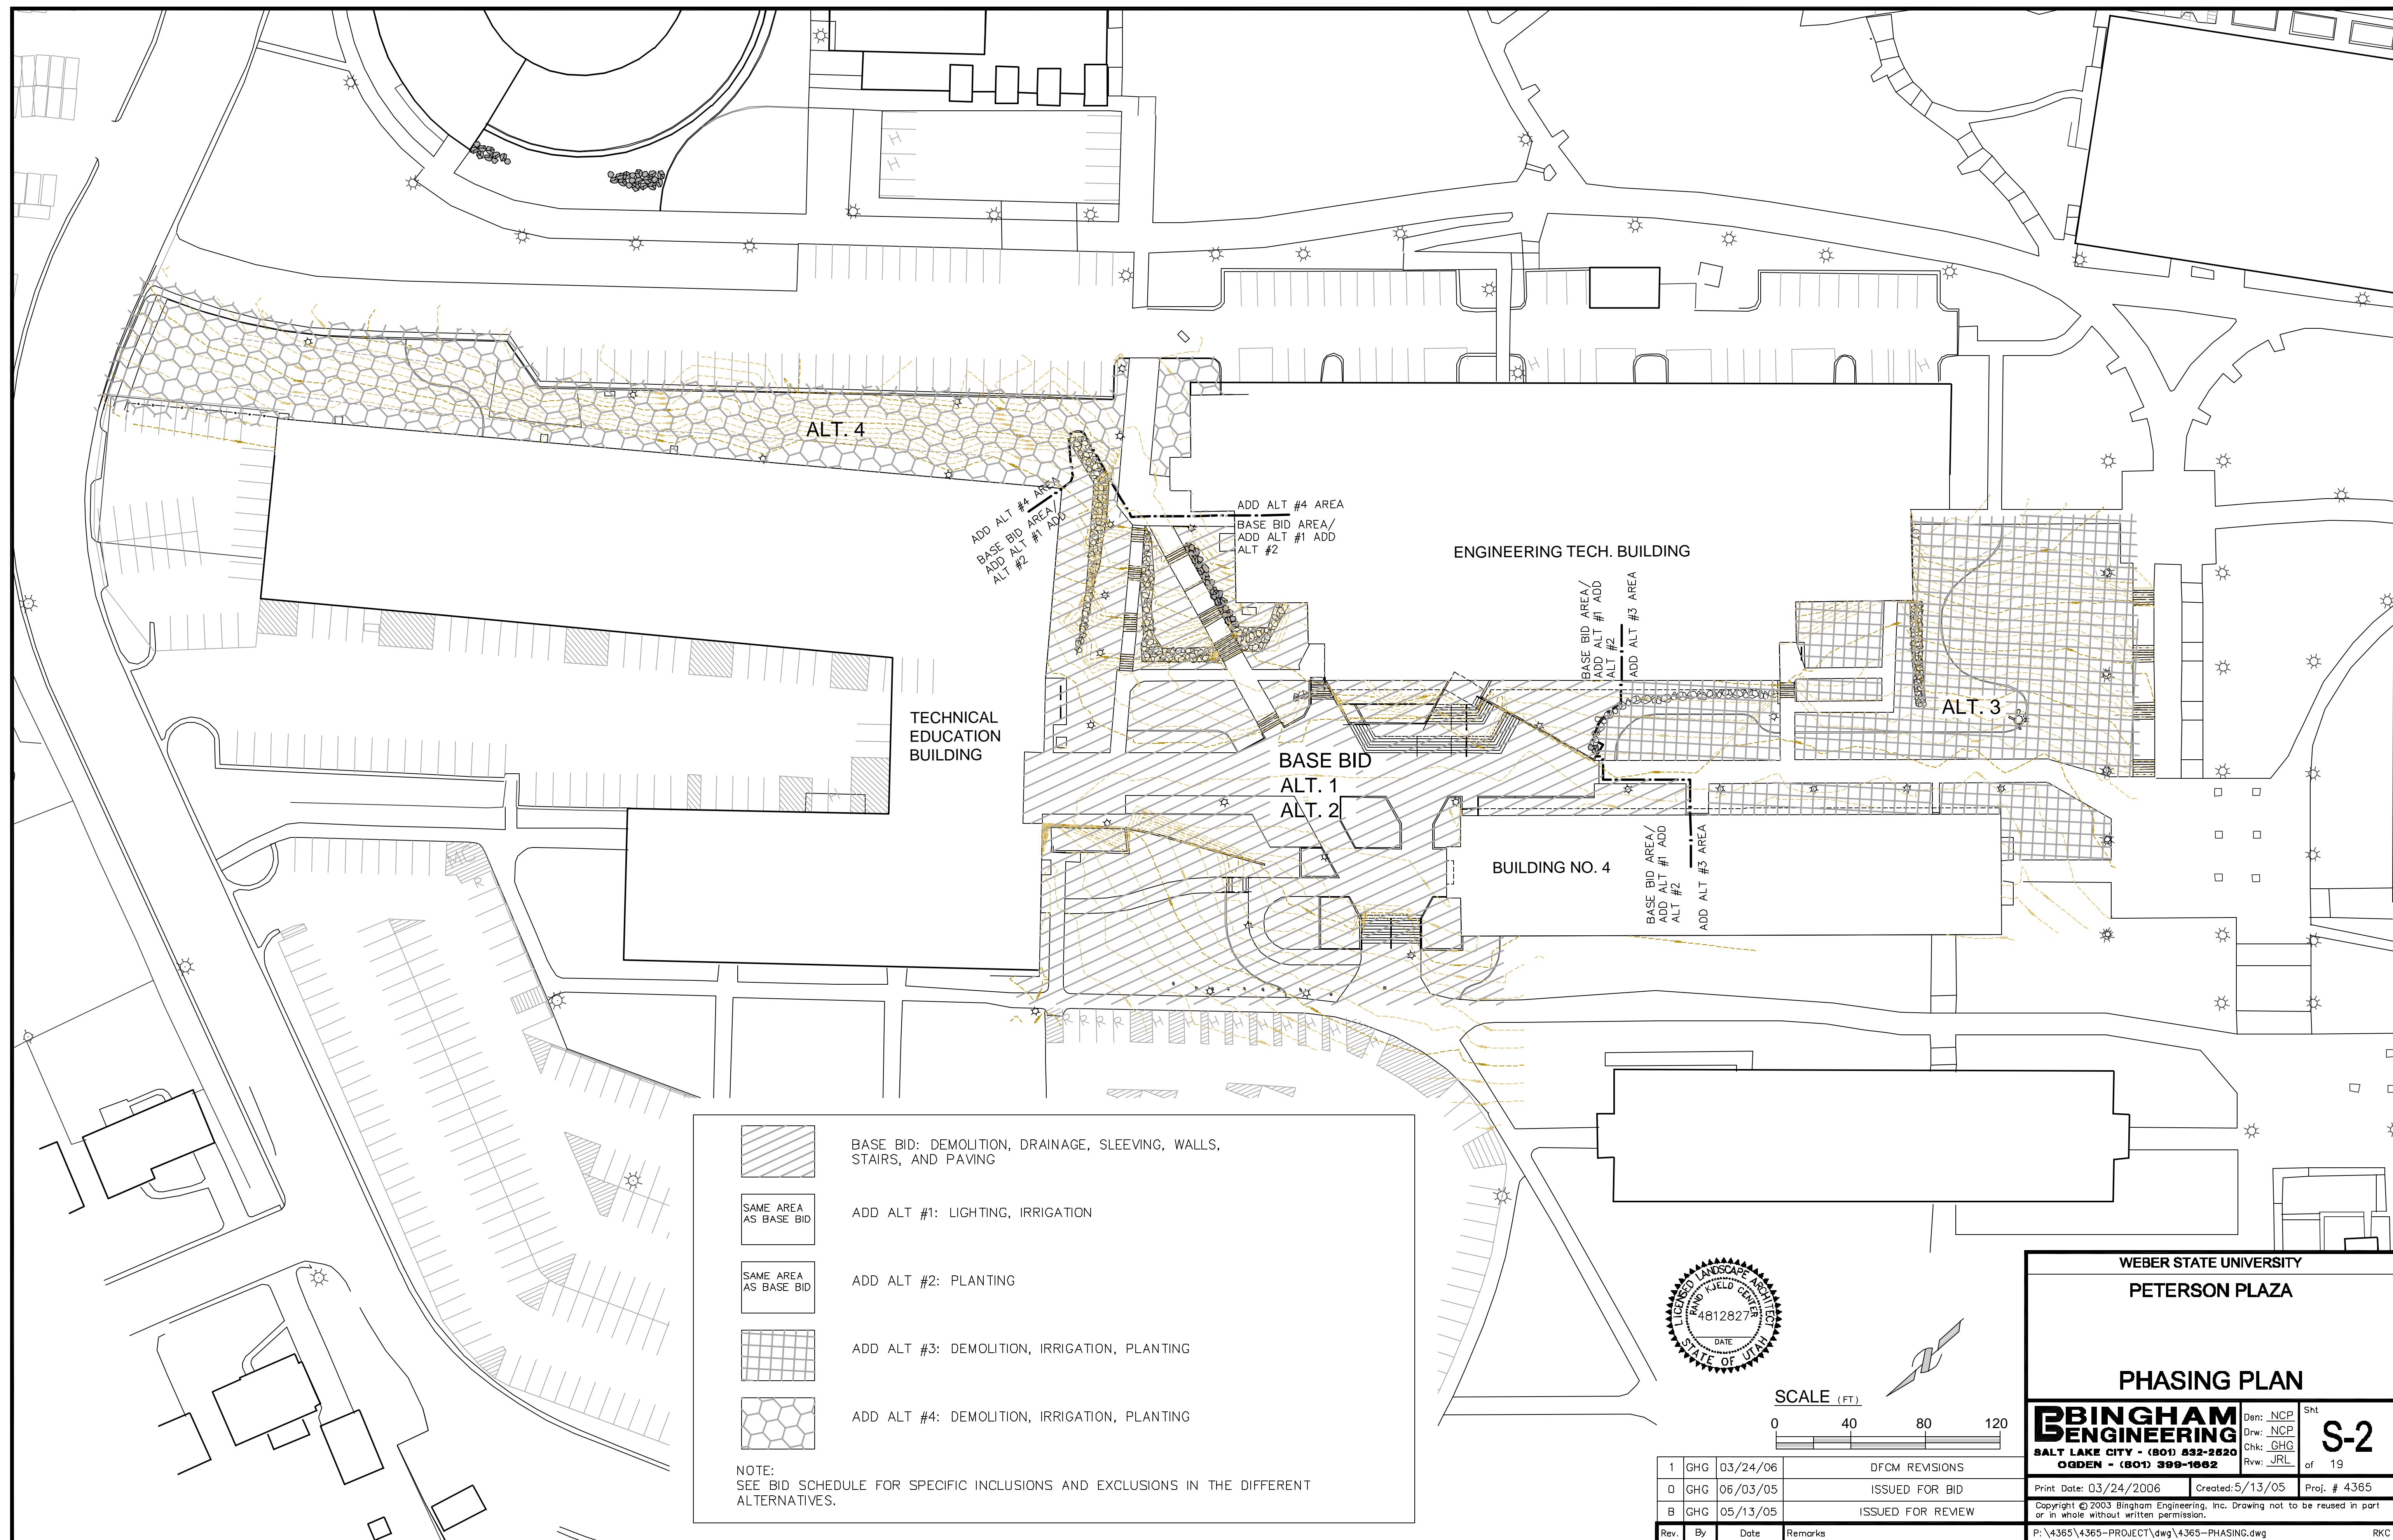 ALT. 4
ADD ALT #4 AREA
BASE BID AREA/
ADD ALT #1 ADD
ALT #2
ADD ALT #4 AREA
BASE BID AREA/
ADD ALT #1 ADD
ALT #2
ENGINEERING TECH. BUILDING
BASE BID AREA/
ADD ALT #1 ADD
ALT #2
ADD ALT #3 AREA
ALT. 3
TECHNICAL
EDUCATION
BUILDING
BASE BID
ALT. 1
ALT. 2
BUILDING NO. 4
BASE BID AREA/
ADD ALT #1 ADD
ALT #2
ADD ALT #3 AREA
BASE BID: DEMOLITION, DRAINAGE, SLEEVING, WALLS,
STAIRS, AND PAVING
SAME AREA
AS BASE BID
ADD ALT #1: LIGHTING, IRRIGATION
SAME AREA
AS BASE BID
ADD ALT #2: PLANTING
ADD ALT #3: DEMOLITION, IRRIGATION, PLANTING
ADD ALT #4: DEMOLITION, IRRIGATION, PLANTING
NOTE:
SEE BID SCHEDULE FOR SPECIFIC INCLUSIONS AND EXCLUSIONS IN THE DIFFERENT
ALTERNATIVES.
LICENSED LANDSCAPE ARCHITECT
RAND KJELD CENTER
4812827
DATE
STATE OF UTAH
SCALE (FT)
0 40 80 120
1 GHG 03/24/06 DFCM REVISIONS
0 GHG 06/03/05 ISSUED FOR BID
B GHG 05/13/05 ISSUED FOR REVIEW
Rev. By Date Remarks
WEBER STATE UNIVERSITY
PETERSON PLAZA
PHASING PLAN
BINGHAM
ENGINEERING
SALT LAKE CITY - (801) 532-2520
OGDEN - (801) 399-1662
Dsn: NCP
Drw: NCP
Chk: GHG
Rvw: JRL
Sht
S-2
of 19
Print Date: 03/24/2006 Created: 5/13/05 Proj. # 4365
Copyright © 2003 Bingham Engineering, Inc. Drawing not to be reused in part
or in whole without written permission.
P:\4365\4365-PROJECT\dwg\4365-PHASING.dwg RKC